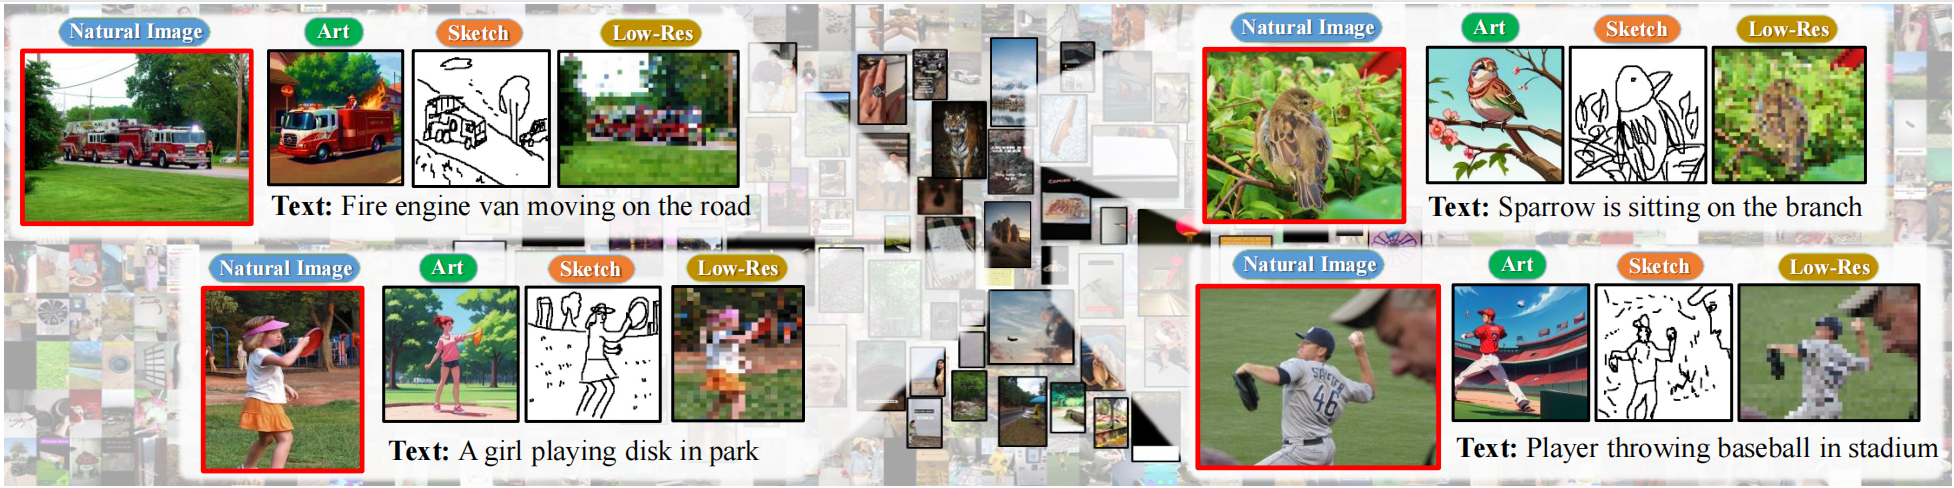 Natural Image
Art
Sketch
Low-Res
Text: Fire engine van moving on the road
Natural Image
Art
Sketch
Low-Res
Text: Sparrow is sitting on the branch
Natural Image
Art
Sketch
Low-Res
Text: A girl playing disk in park
Natural Image
Art
Sketch
Low-Res
46
Text: Player throwing baseball in stadium